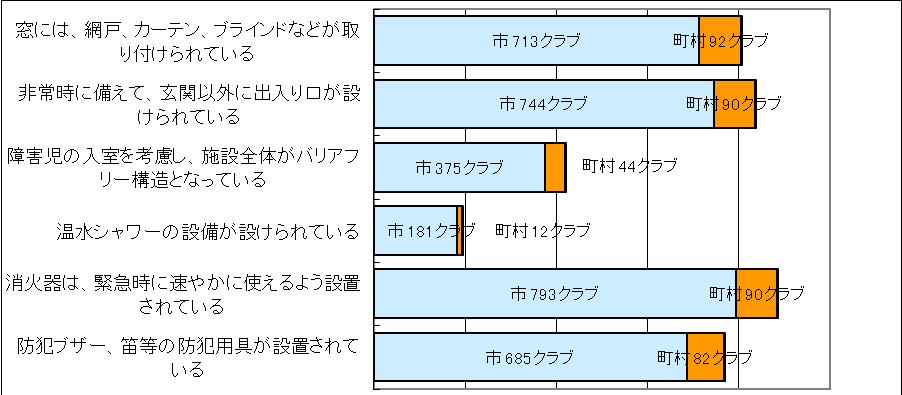 窓には、網戸、カーテン、ブラインドなどが取
り付けられている
市713クラブ
町村92クラブ
非常時に備えて、玄関以外に出入り口が設
けられている
市744クラブ
町村90クラブ
障害児の入室を考慮し、施設全体がバリアフ
リー構造となっている
市375クラブ
町村44クラブ
温水シャワーの設備が設けられている
市181クラブ
町村12クラブ
消火器は、緊急時に速やかに使えるよう設置
されている
市793クラブ
町村90クラブ
防犯ブザー、笛等の防犯用具が設置されて
いる
市685クラブ
町村82クラブ